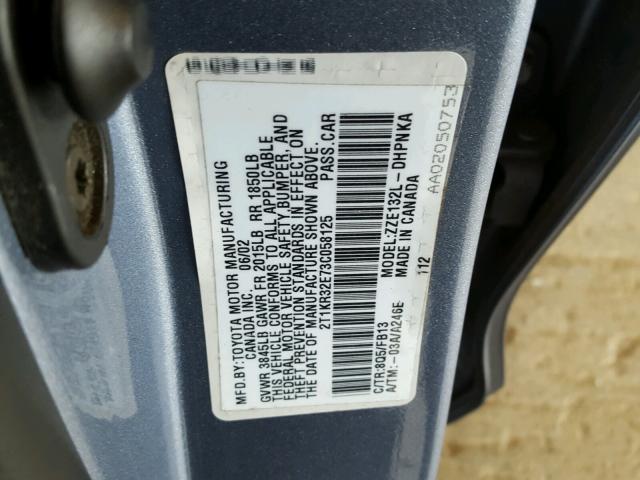 MFD.BY:TOYOTA MOTOR MANUFACTURING
CANADA INC. 06/02
GVWR 3845LB GAWR FR 2015LB RR 1850LB
THIS VEHICLE CONFORMS TO ALL APPLICABLE
FEDERAL MOTOR VEHICLE SAFETY,BUMPER, AND
THEFT PREVENTION STANDARDS IN EFFECT ON
THE DATE OF MANUFACTURE SHOWN ABOVE.
2T1KR32E73C058125 PASS.CAR
C/TR:8Q5/FB13 MODEL:ZZE132L-DHPNKA
A/TM:-03A/A246E MADE IN CANADA
112
AA02050753